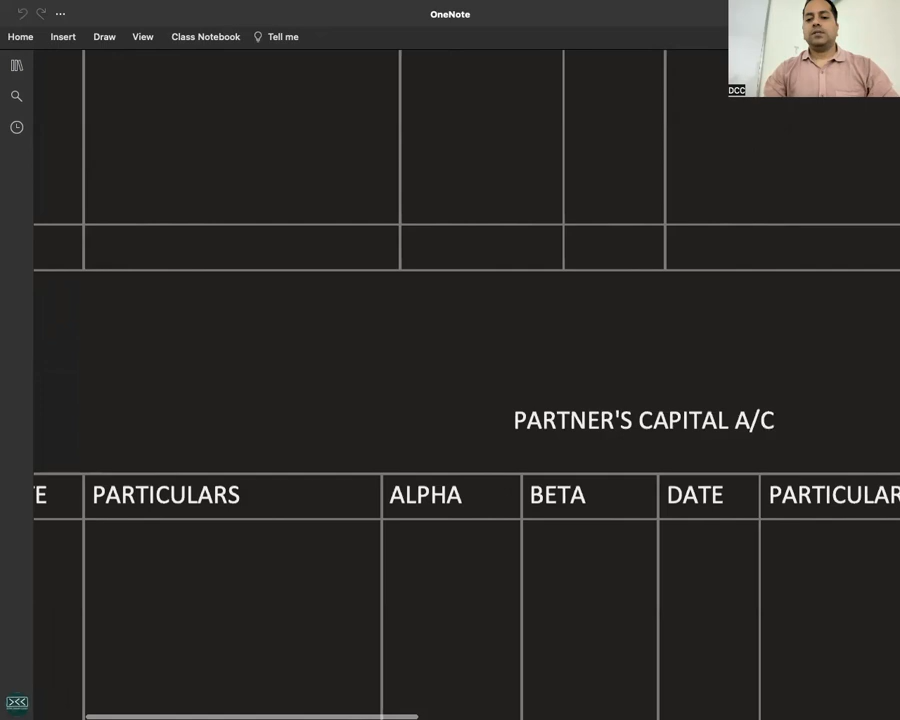 OneNote
Home Insert Draw View Class Notebook Tell me
DCC
PARTNER'S CAPITAL A/C
TE PARTICULARS ALPHA BETA DATE PARTICULAR